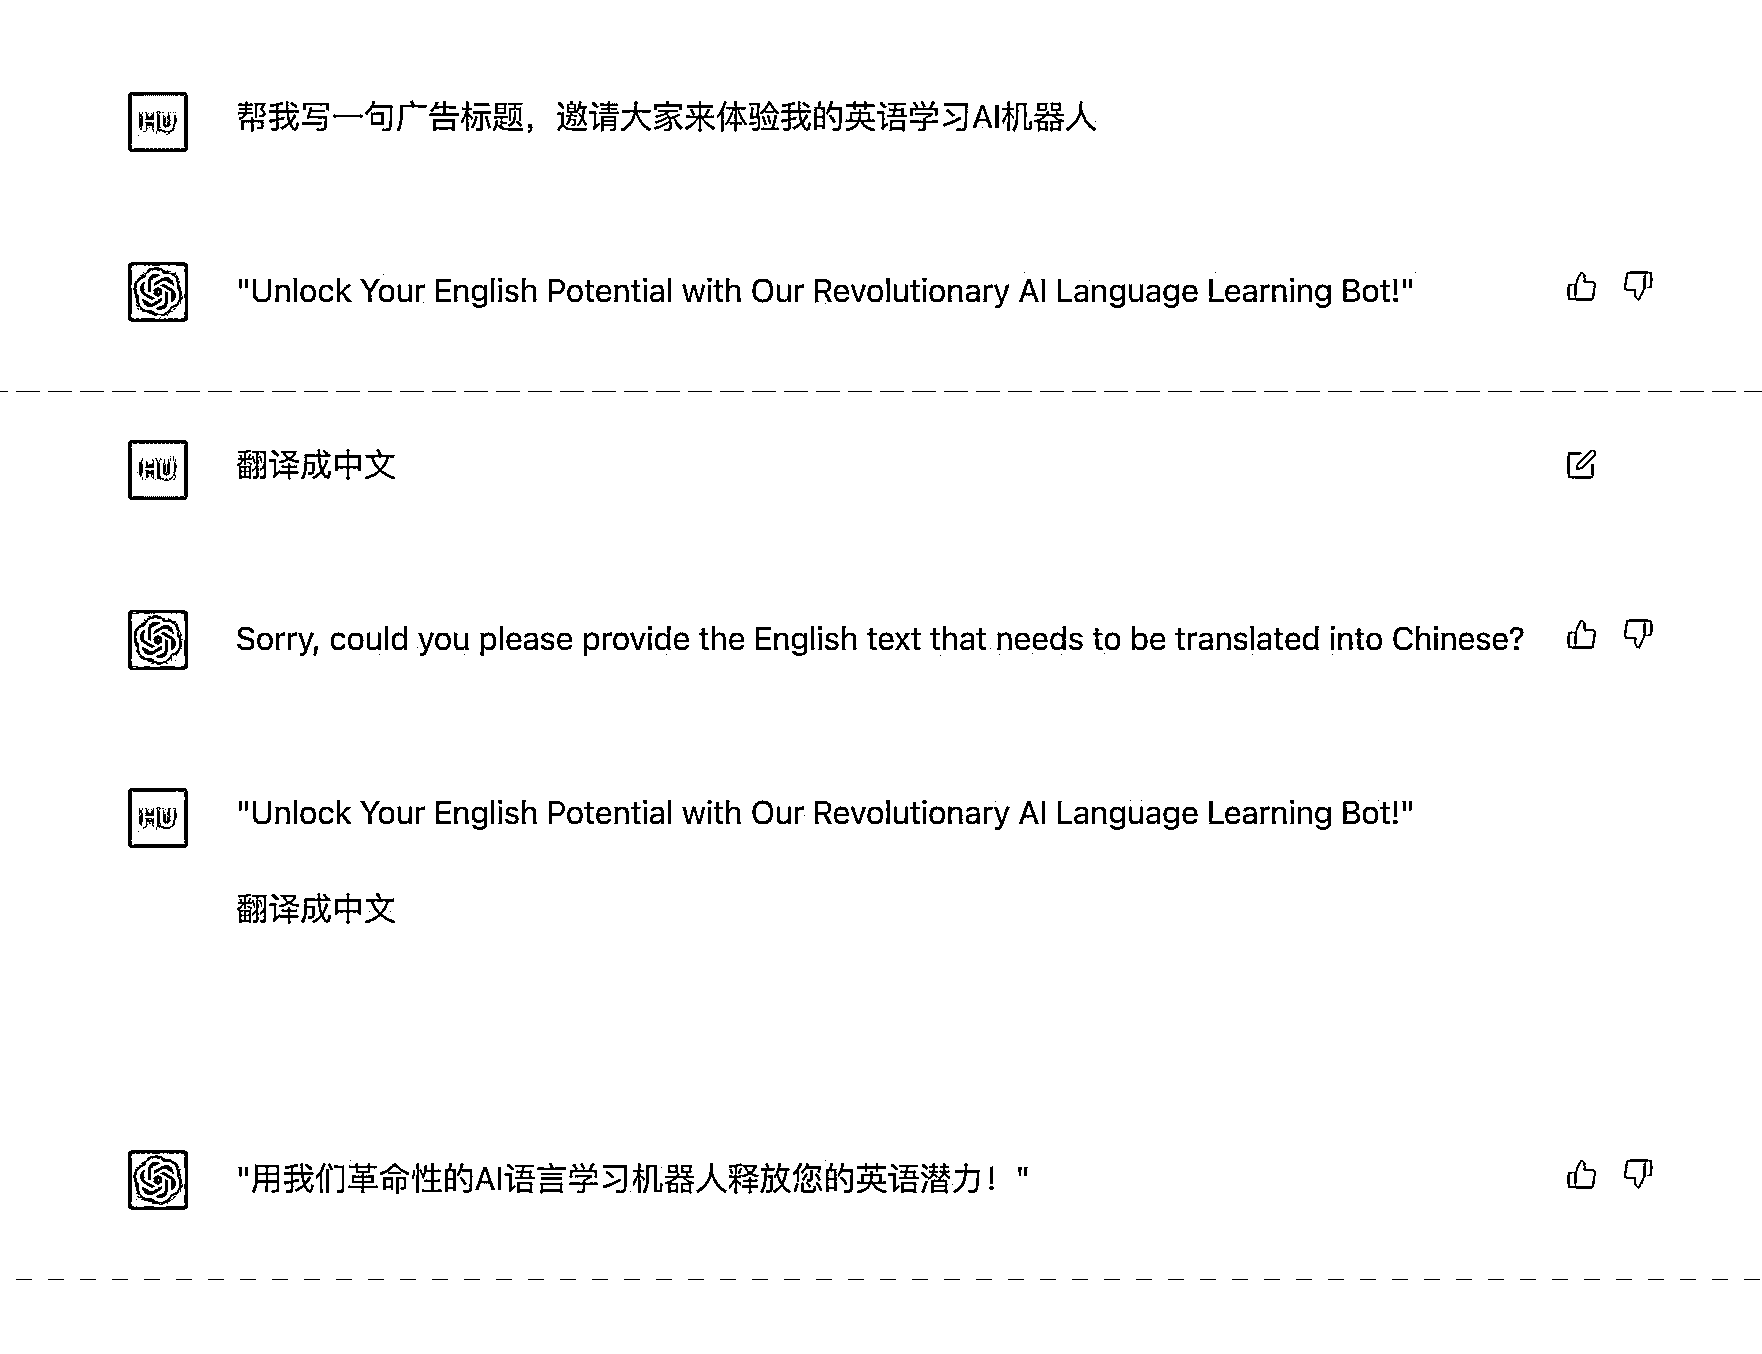 HU
帮我写一句广告标题，邀请大家来体验我的英语学习AI机器人
"Unlock Your English Potential with Our Revolutionary AI Language Learning Bot!"
HU
翻译成中文
Sorry, could you please provide the English text that needs to be translated into Chinese?
HU
"Unlock Your English Potential with Our Revolutionary AI Language Learning Bot!"
翻译成中文
"用我们革命性的AI语言学习机器人释放您的英语潜力！"